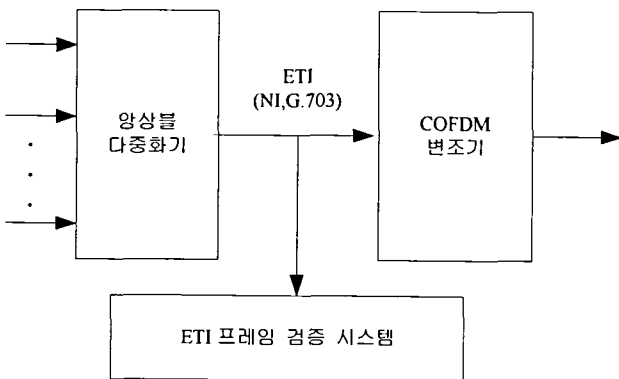 앙상블
다중화기
ETI
(NI,G.703)
COFDM
변조기
ETI 프레임 검증 시스템